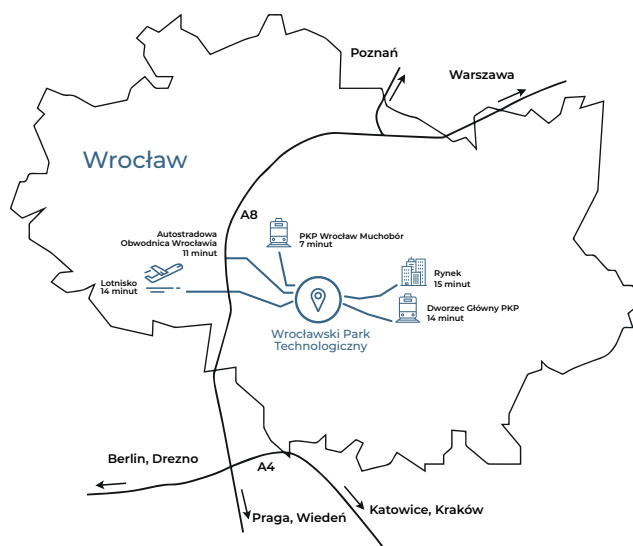 Poznań
Warszawa
Wrocław
A8
Autostradowa
Obwodnica Wrocławia
11 minut
PKP Wrocław Muchobór
7 minut
Lotnisko
14 minut
Rynek
15 minut
Dworzec Główny PKP
14 minut
Wrocławski Park
Technologiczny
Berlin, Drezno
A4
Praga, Wiedeń
Katowice, Kraków